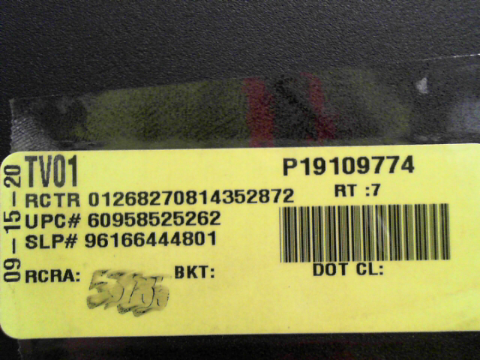 TV01
P19109774
RCTR 01268270814352872
RT :7
UPC# 60958525262
SLP# 96166444801
RCRA:
BKT:
DOT CL:
09-15-20